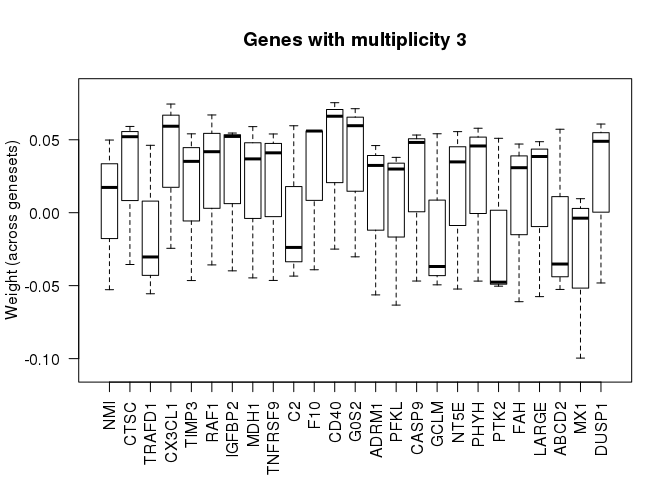 Genes with multiplicity 3
Weight (across genesets)
0.05
0.00
-0.05
-0.10
NMI
CTSC
TRAFD1
CX3CL1
TIMP3
RAF1
IGFBP2
MDH1
TNFRSF9
C2
F10
CD40
G0S2
ADRM1
PFKL
CASP9
GCLM
NT5E
PHYH
PTK2
FAH
LARGE
ABCD2
MX1
DUSP1